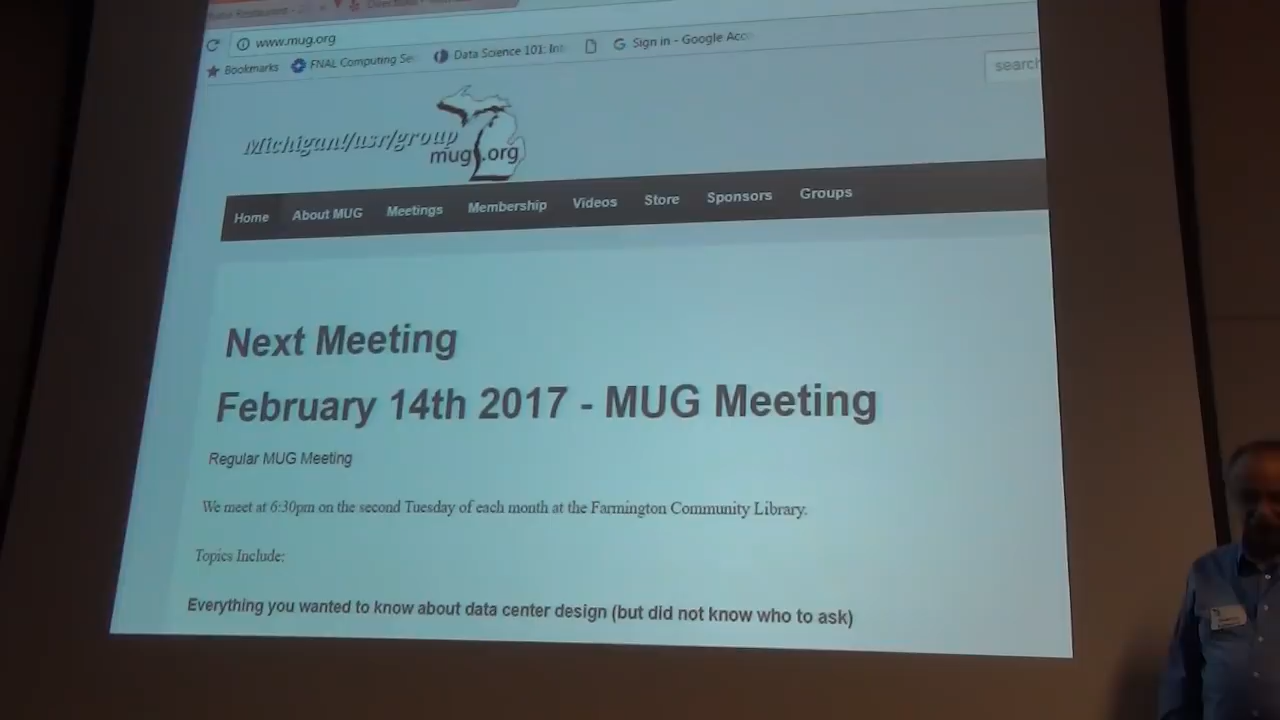 www.mug.org
Bookmarks FNAL Computing Se Data Science 101: Int Sign in - Google Acc
search
Michigan/usr/group
mug.org
Home About MUG Meetings Membership Videos Store Sponsors Groups
Next Meeting
February 14th 2017 - MUG Meeting
Regular MUG Meeting
We meet at 6:30pm on the second Tuesday of each month at the Farmington Community Library.
Topics Include:
Everything you wanted to know about data center design (but did not know who to ask)